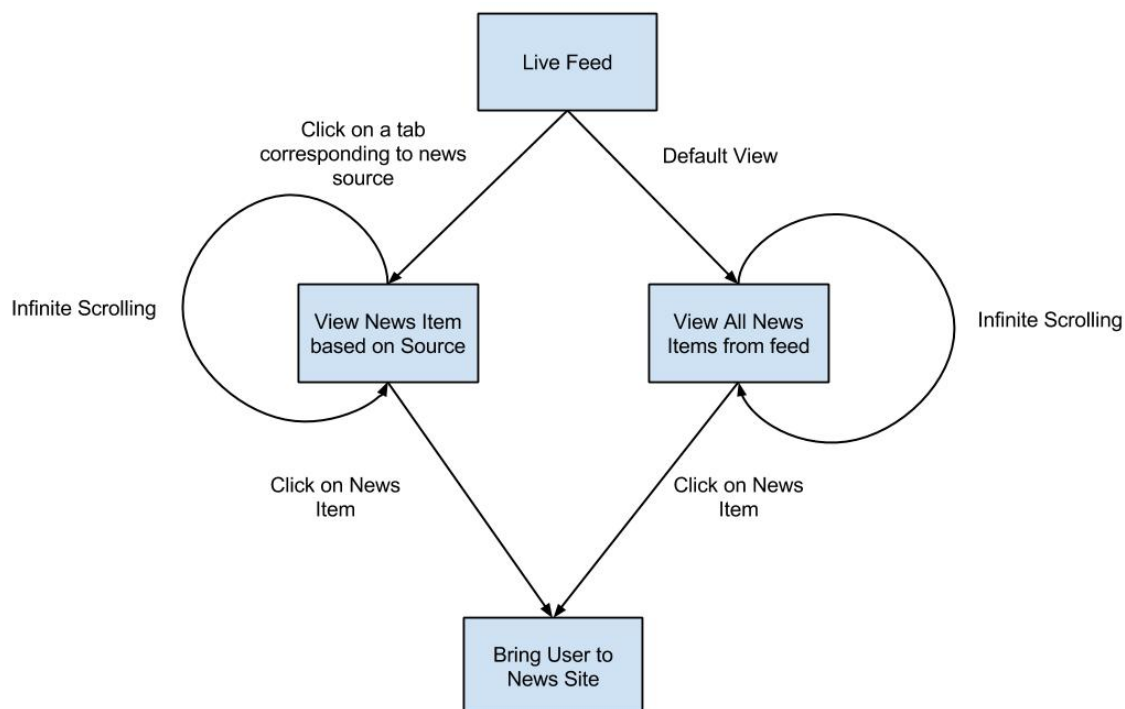 Live Feed
Click on a tab
corresponding to news
source
Default View
Infinite Scrolling
View News Item
based on Source
View All News
Items from feed
Infinite Scrolling
Click on News
Item
Click on News
Item
Bring User to
News Site